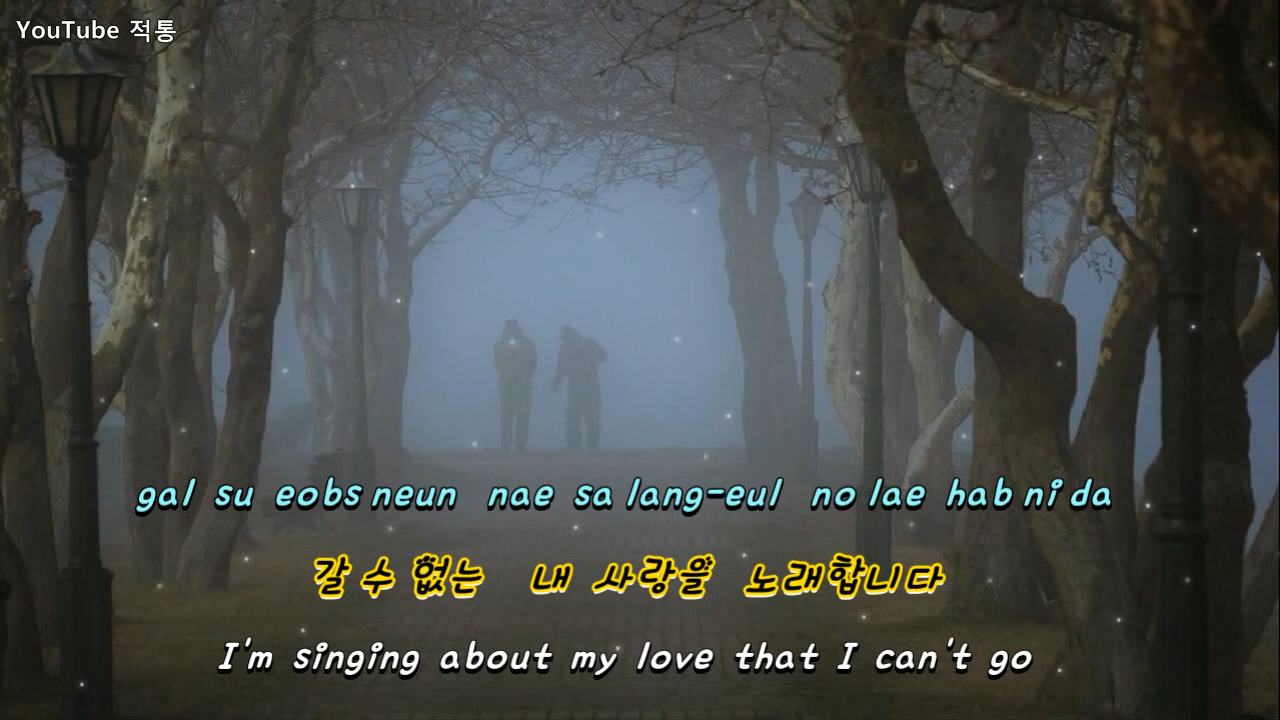 YouTube 적통
gal su eobs neun nae sa lang-eul no lae hab ni da
갈 수 없는 내 사랑을 노래합니다
I'm singing about my love that I can't go